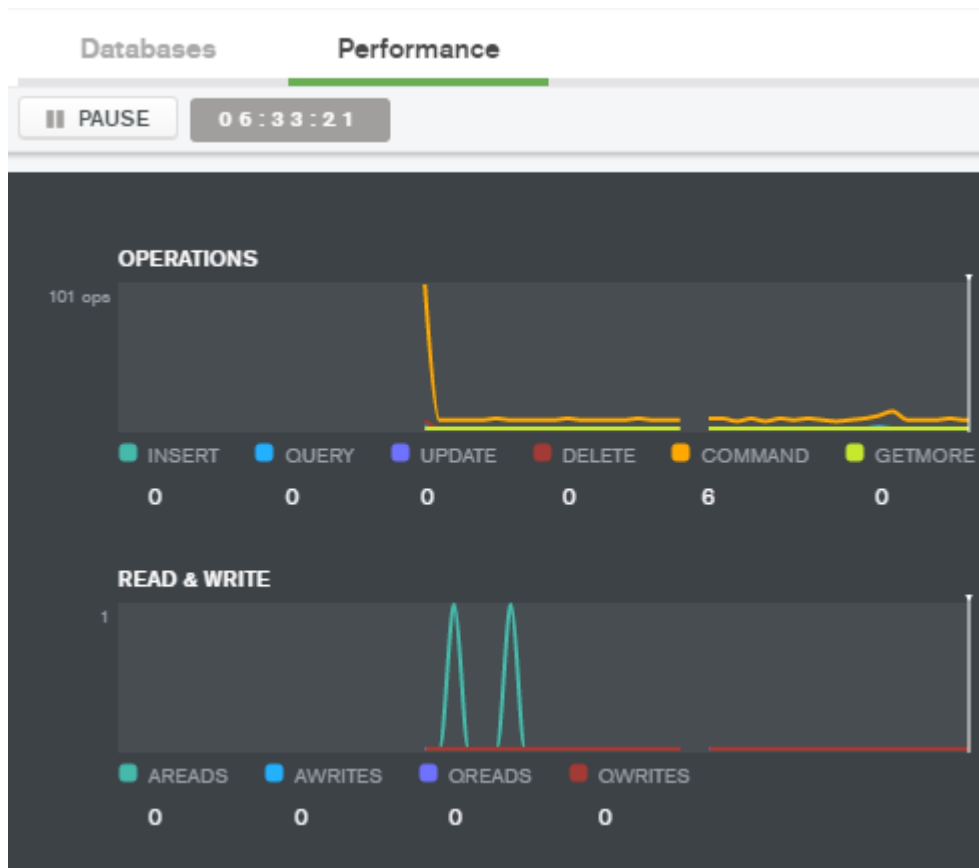 Databases Performance
PAUSE 06:33:21
OPERATIONS
101 ops
INSERT QUERY UPDATE DELETE COMMAND GETMORE
0 0 0 0 6 0
READ & WRITE
1
AREADS AWRITES QREADS QWRITES
0 0 0 0